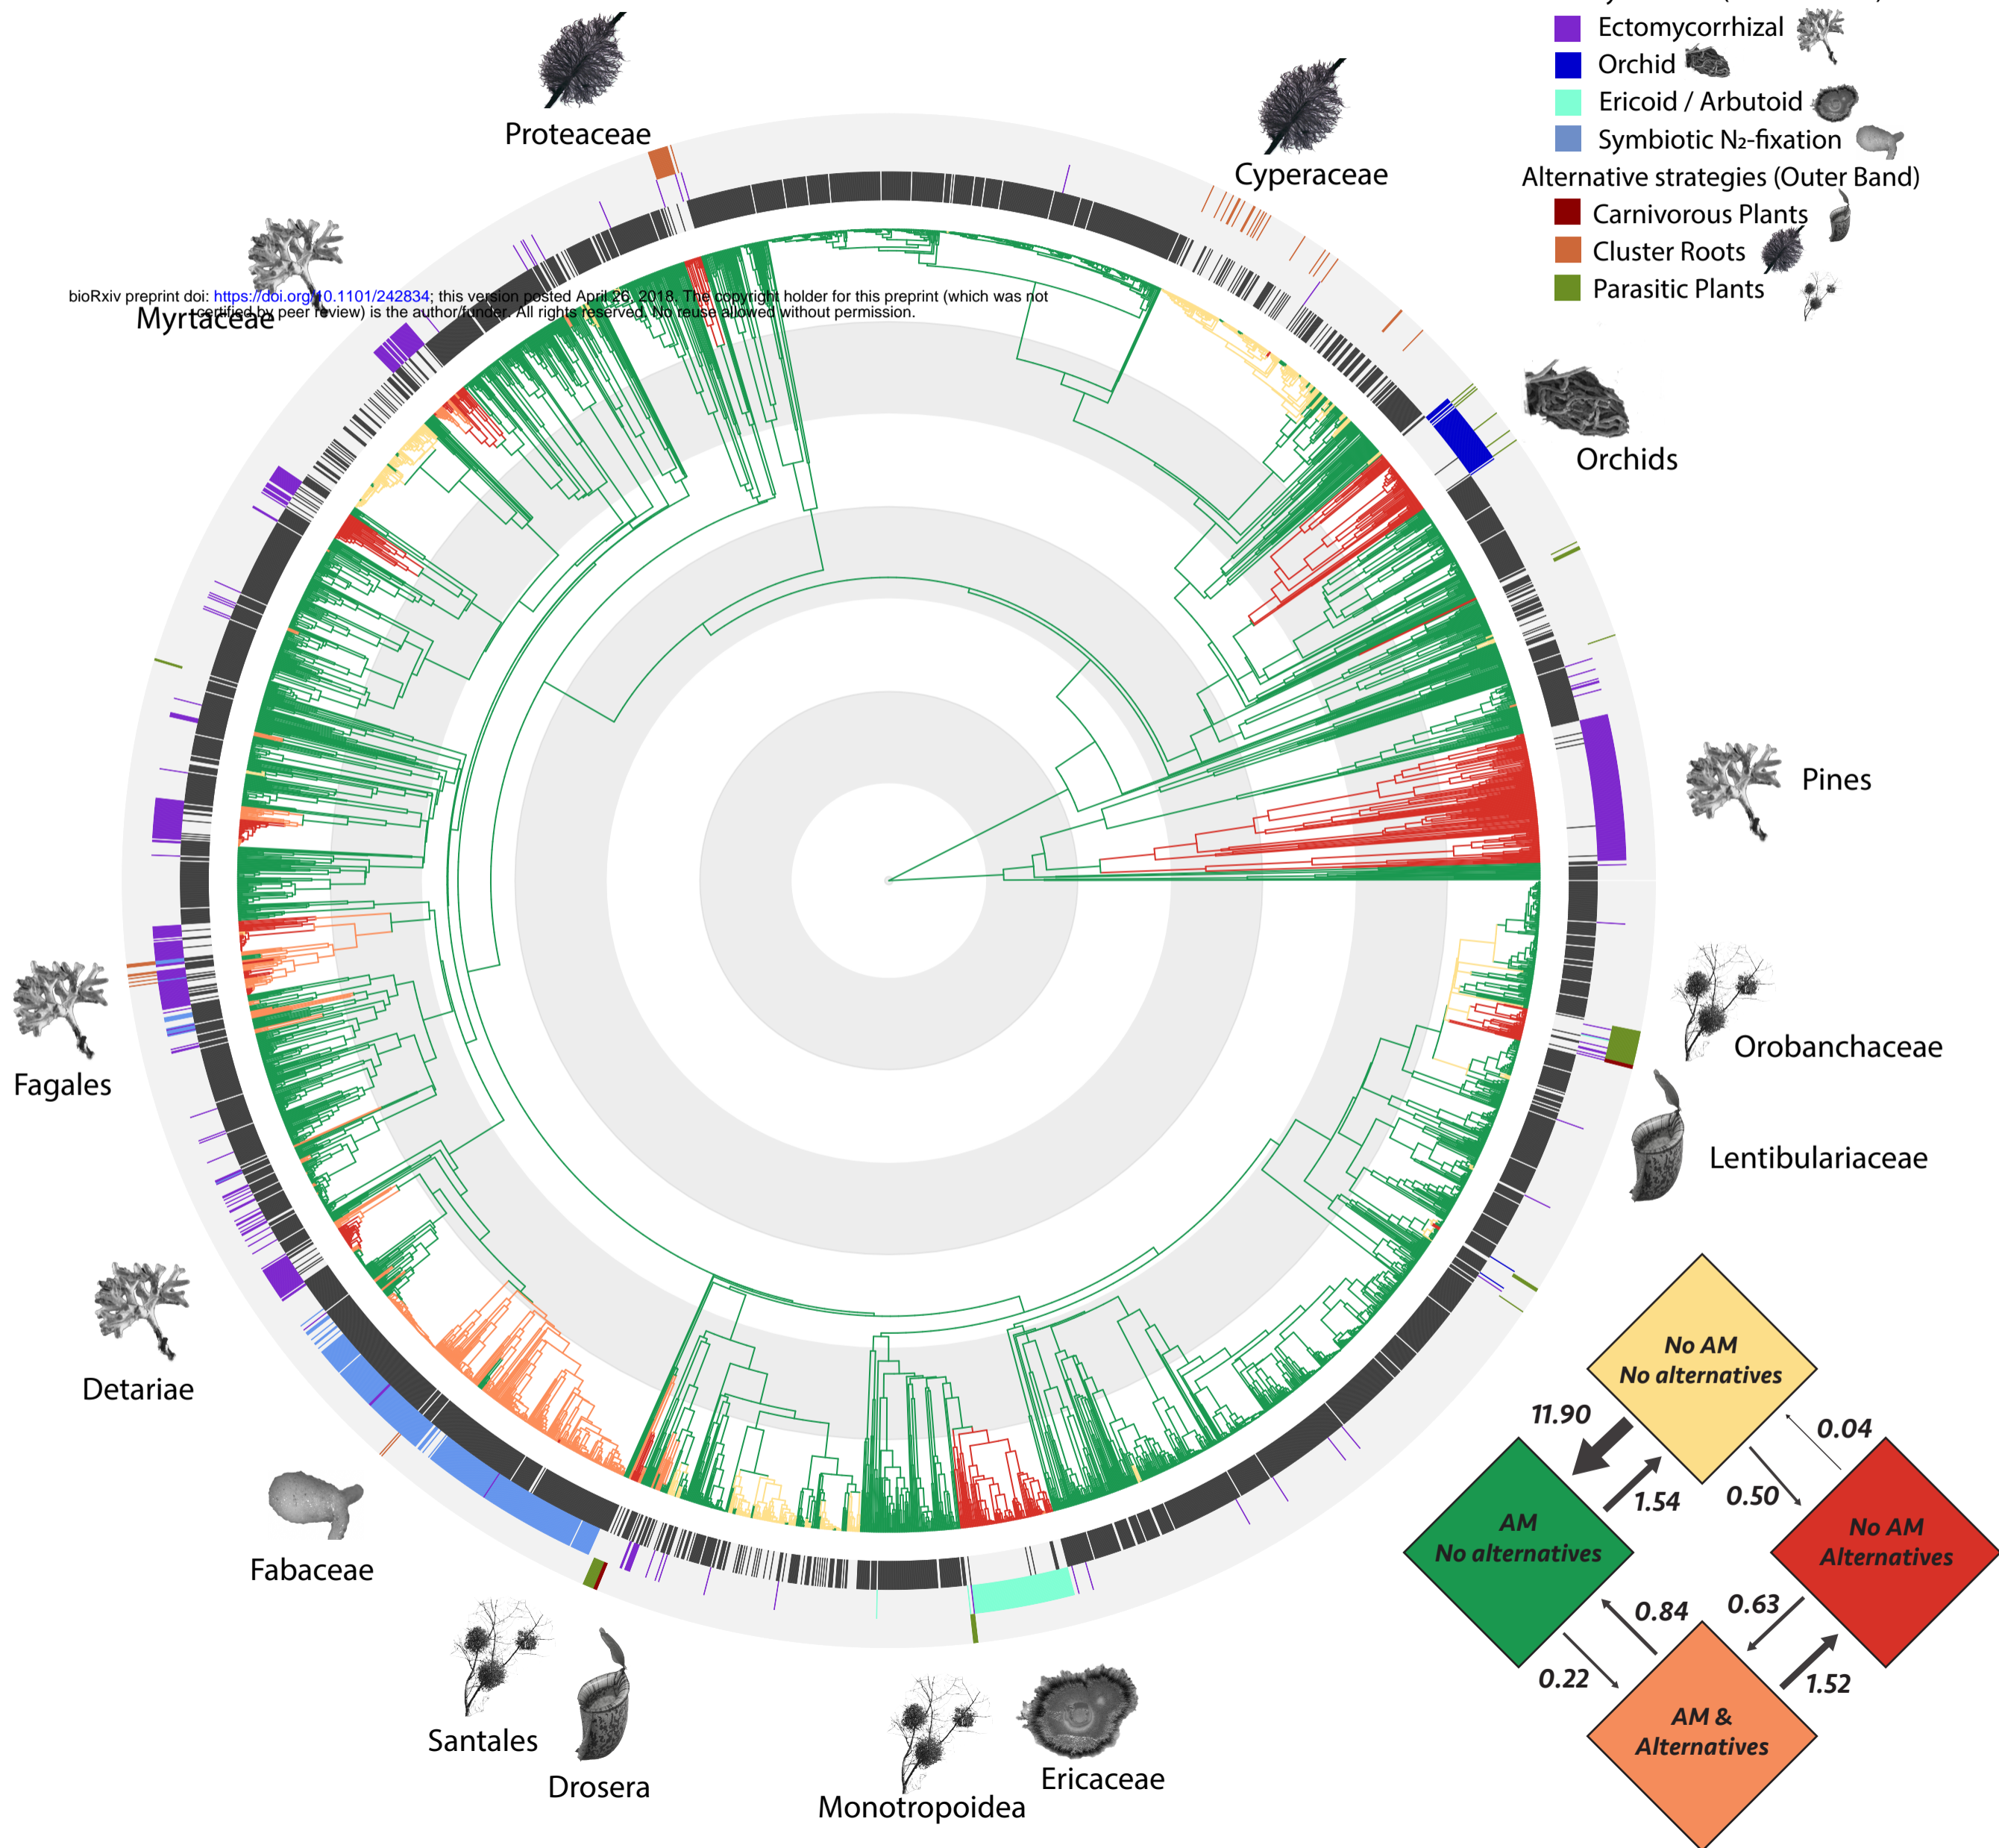 Ectomycorrhizal
Orchid
Ericoid / Arbutoid
Symbiotic N₂-fixation
Alternative strategies (Outer Band)
Carnivorous Plants
Cluster Roots
Parasitic Plants
Proteaceae
Cyperaceae
Myrtaceae
bioRxiv preprint doi: https://doi.org/10.1101/242834; this version posted April 26, 2018. The copyright holder for this preprint (which was not
certified by peer review) is the author/funder. All rights reserved. No reuse allowed without permission.
Orchids
Pines
Orobanchaceae
Lentibulariaceae
Fagales
Detariae
Fabaceae
Santales
Drosera
Monotropoidea
Ericaceae
No AM
No alternatives
11.90
0.04
1.54
0.50
AM
No alternatives
No AM
Alternatives
0.84
0.63
0.22
1.52
AM &
Alternatives